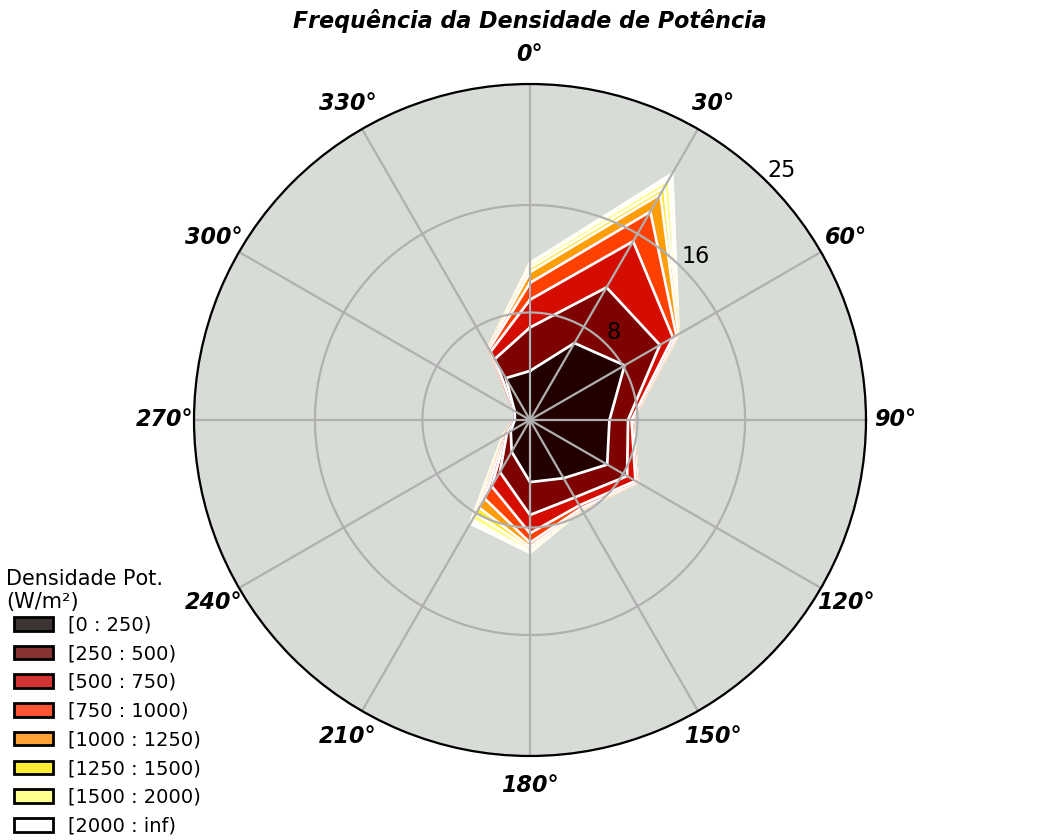 Frequência da Densidade de Potência
0°
330°
30°
25
300°
60°
16
8
270°
90°
240°
120°
210°
150°
180°
Densidade Pot.
(W/m²)
[0 : 250)
[250 : 500)
[500 : 750)
[750 : 1000)
[1000 : 1250)
[1250 : 1500)
[1500 : 2000)
[2000 : inf)